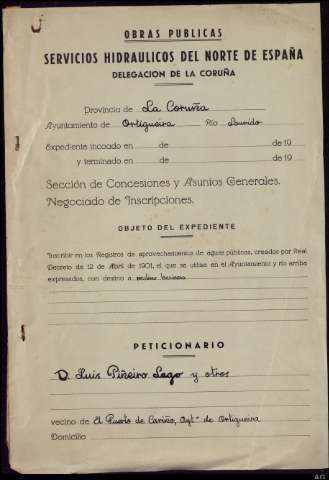 OBRAS PUBLICAS
SERVICIOS HIDRAULICOS DEL NORTE DE ESPAÑA
DELEGACION DE LA CORUÑA
Provincia de La Coruña
Ayuntamiento de Ortigueira Río Lourido
Expediente incoado en de de 19
y terminado en de de 19
Sección de Concesiones y Asuntos Generales.
Negociado de Inscripciones.
OBJETO DEL EXPEDIENTE
Inscribir en los Registros de aprovechamientos de aguas públicas, creados por Real
Decreto de 12 de Abril de 1901, el que se utiliza en el Ayuntamiento y río arriba
expresados, con destino a molino harinero
PETICIONARIO
D. Luis Piñeiro Lago y otros
vecino de El Puerto de Cariño, Aytº de Ortigueira
Domicilio